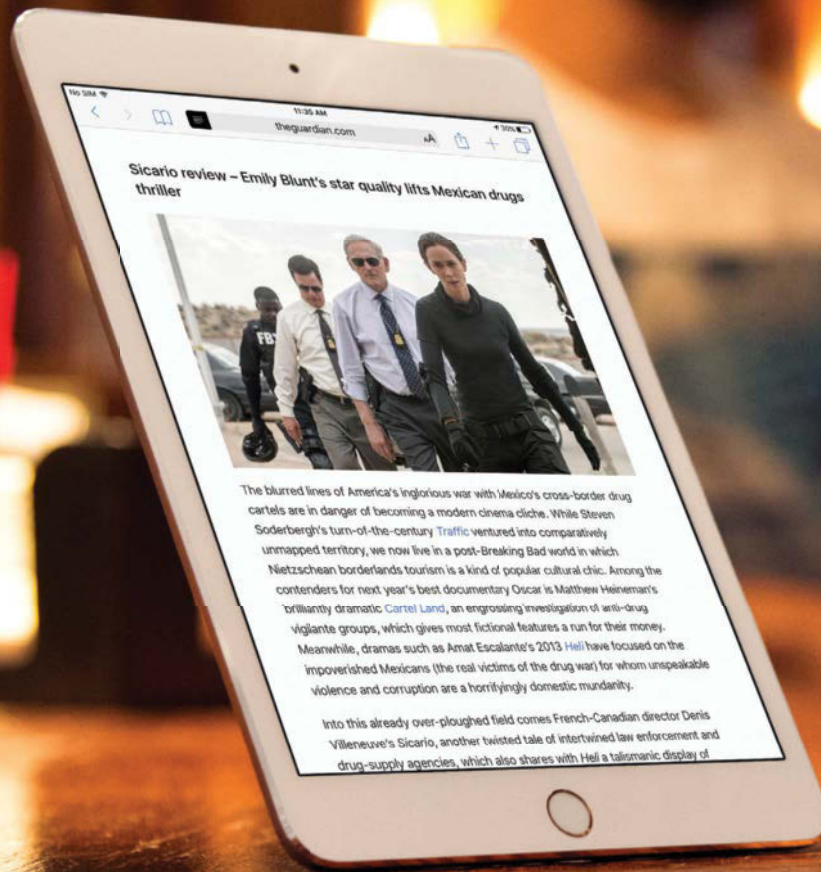 No SIM
11:35 AM
30%
theguardian.com
AA
Sicario review – Emily Blunt's star quality lifts Mexican drugs
thriller
FBI
The blurred lines of America's inglorious war with Mexico's cross-border drug
cartels are in danger of becoming a modern cinema cliche. While Steven
Soderbergh's turn-of-the-century Traffic ventured into comparatively
unmapped territory, we now live in a post-Breaking Bad world in which
Nietzschean borderlands tourism is a kind of popular cultural chic. Among the
contenders for next year's best documentary Oscar is Matthew Heineman's
brilliantly dramatic Cartel Land, an engrossing investigation of anti-drug
vigilante groups, which gives most fictional features a run for their money.
Meanwhile, dramas such as Amat Escalante's 2013 Heli have focused on the
impoverished Mexicans (the real victims of the drug war) for whom unspeakable
violence and corruption are a horrifyingly domestic mundanity.
Into this already over-ploughed field comes French-Canadian director Denis
Villeneuve's Sicario, another twisted tale of intertwined law enforcement and
drug-supply agencies, which also shares with Heli a talismanic display of